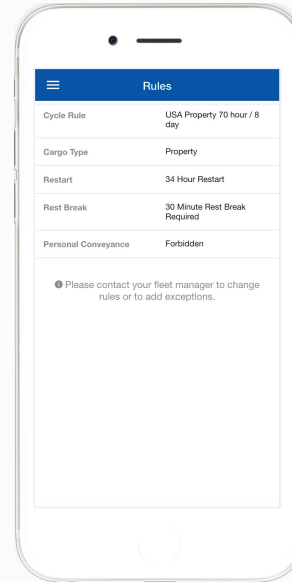 Rules
Cycle Rule
USA Property 70 hour / 8
day
Cargo Type
Property
Restart
34 Hour Restart
Rest Break
30 Minute Rest Break
Required
Personal Conveyance
Forbidden
Please contact your fleet manager to change
rules or to add exceptions.